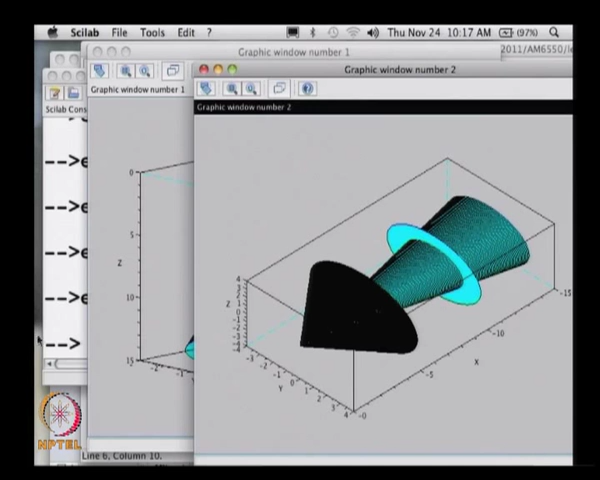 Scilab File Tools Edit ? Thu Nov 24 10:17 AM (97%)
Graphic window number 1
2011/AM6550/le
Graphic window number 2
Graphic window number 1
Graphic window number 2
Scilab Cons
-->e
-->e
-->e
-->e
-->
0
5
Z
10
15
-2
-1
4
3
2
1
0
-1
-2
-3
-4
Z
-3
-2
-1
0
1
2
3
4
Y
-0
-5
-10
-15
X
NPTEL
Line 6, Column 10.